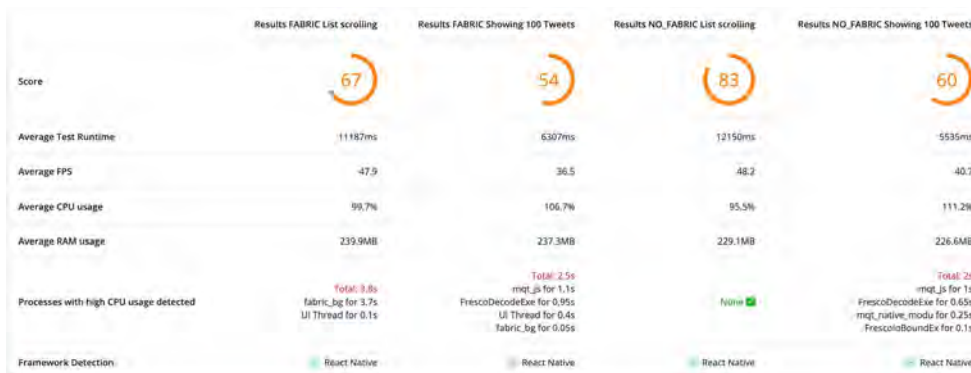 Results FABRIC List scrolling Results FABRIC Showing 100 Tweets Results NO_FABRIC List scrolling Results NO_FABRIC Showing 100 Tweets
Score 67 54 83 60
Average Test Runtime 11187ms 6307ms 12150ms 5535ms
Average FPS 47.9 36.5 48.2 40.7
Average CPU usage 99.7% 106.7% 95.5% 111.2%
Average RAM usage 239.9MB 237.3MB 229.1MB 226.6MB
Processes with high CPU usage detected
Total: 3.8s
fabric_bg for 3.7s
UI Thread for 0.1s
Total: 2.5s
mqt_js for 1.1s
FrescoDecodeExe for 0.95s
UI Thread for 0.4s
fabric_bg for 0.05s
None
Total: 2s
mqt_js for 1s
FrescoDecodeExe for 0.65s
mqt_native_modu for 0.25s
FrescoIoBoundEx for 0.1s
Framework Detection React Native React Native React Native React Native